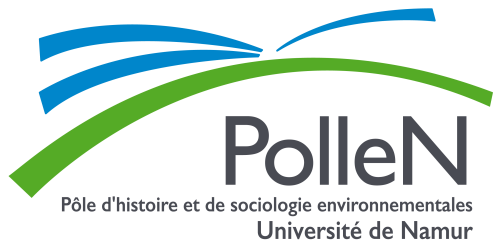 PolleN
Pôle d'histoire et de sociologie environnementales
Université de Namur